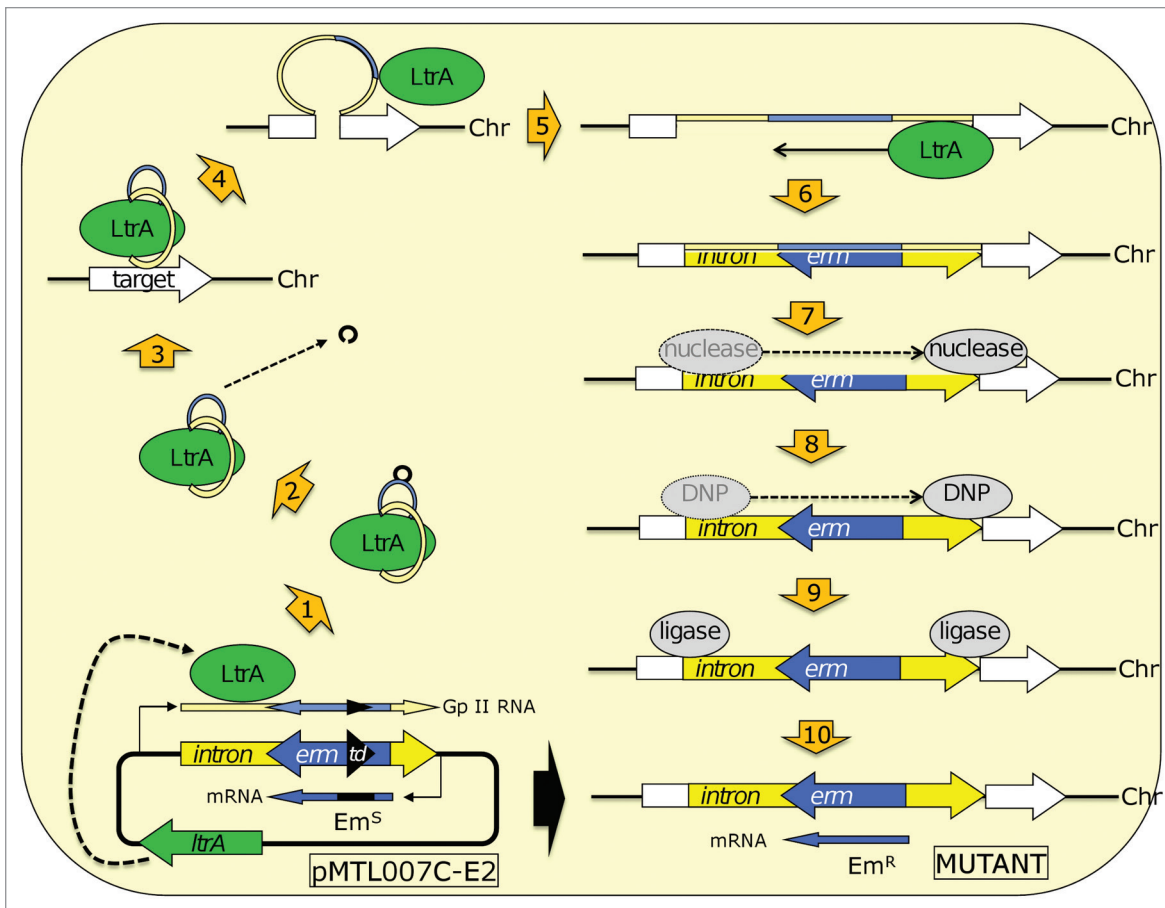 LtrA
Chr
5
LtrA
Chr
4
LtrA
target
Chr
3
LtrA
2
LtrA
1
LtrA
Gp II RNA
intron
erm
td
mRNA
Em^S
ltrA
pMTL007C-E2
6
intron
erm
Chr
7
nuclease
nuclease
intron
erm
Chr
8
DNP
DNP
intron
erm
Chr
9
ligase
ligase
intron
erm
Chr
10
intron
erm
Chr
mRNA
Em^R
MUTANT